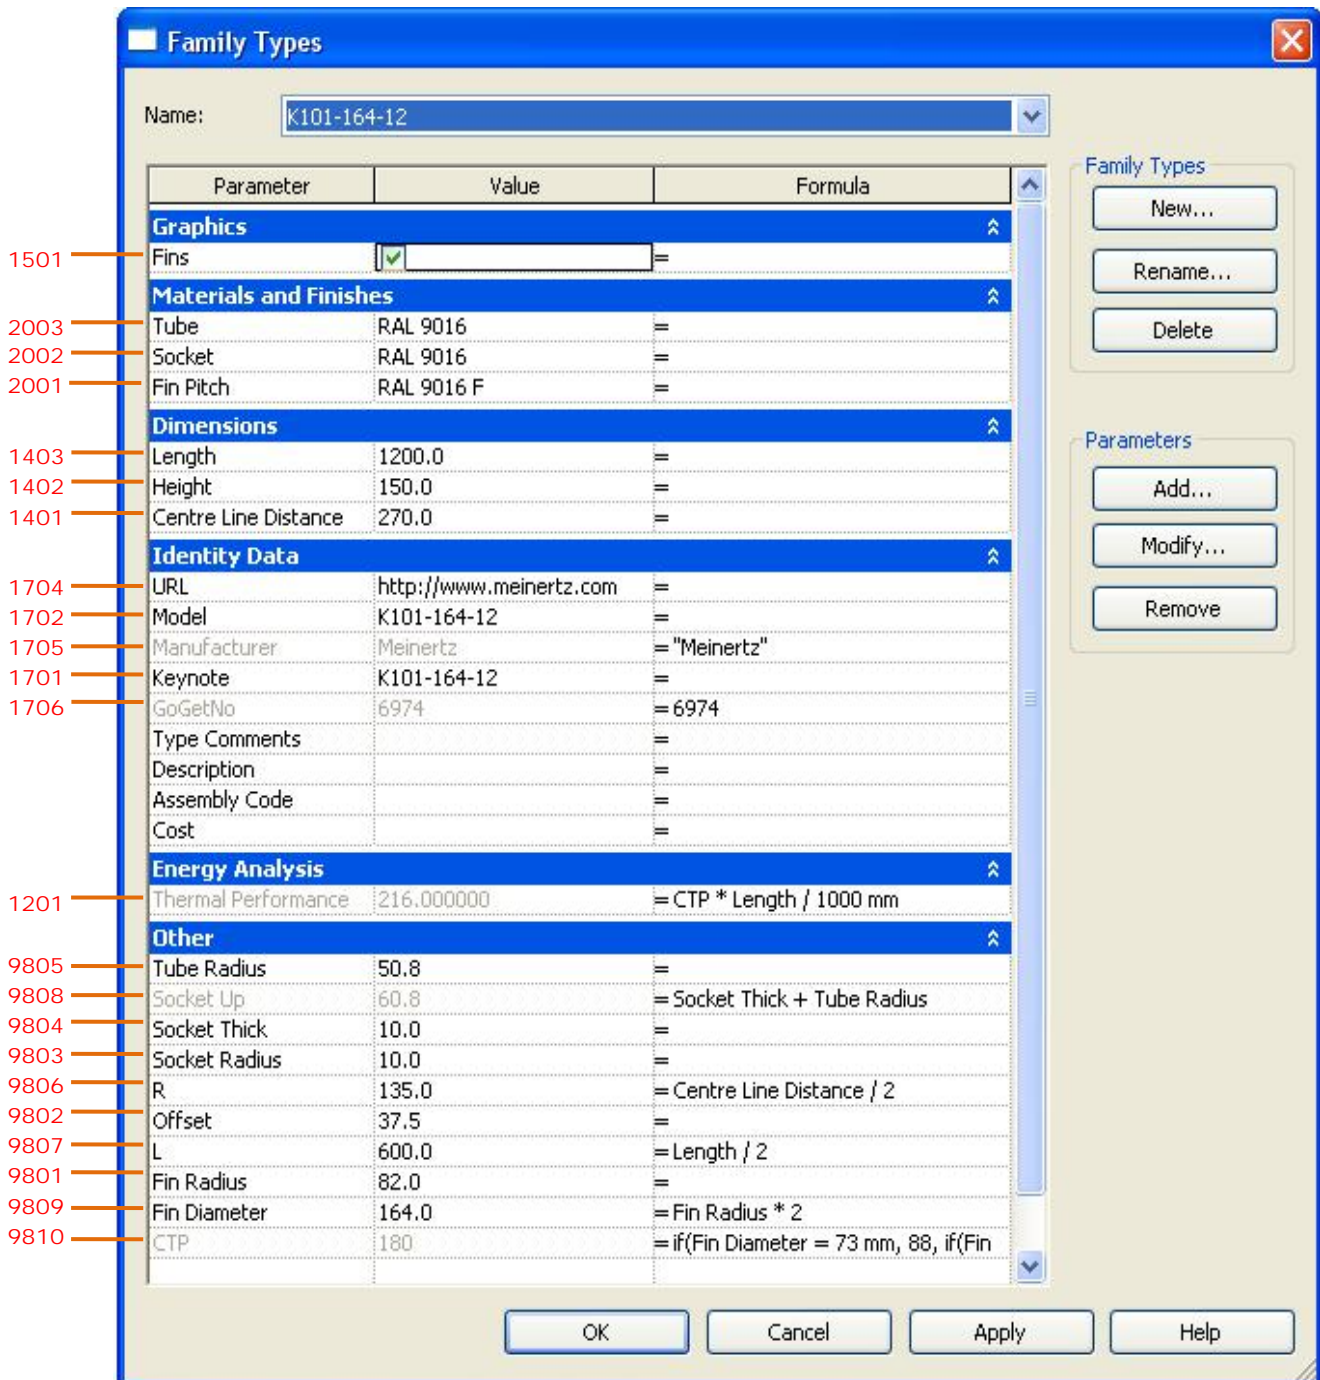 Family Types
Name: K101-164-12
Parameter Value Formula
Graphics
1501 Fins =
Materials and Finishes
2003 Tube RAL 9016 =
2002 Socket RAL 9016 =
2001 Fin Pitch RAL 9016 F =
Dimensions
1403 Length 1200.0 =
1402 Height 150.0 =
1401 Centre Line Distance 270.0 =
Identity Data
1704 URL http://www.meinertz.com =
1702 Model K101-164-12 =
1705 Manufacturer Meinertz = "Meinertz"
1701 Keynote K101-164-12 =
1706 GoGetNo 6974 = 6974
Type Comments =
Description =
Assembly Code =
Cost =
Energy Analysis
1201 Thermal Performance 216.000000 = CTP * Length / 1000 mm
Other
9805 Tube Radius 50.8 =
9808 Socket Up 60.8 = Socket Thick + Tube Radius
9804 Socket Thick 10.0 =
9803 Socket Radius 10.0 =
9806 R 135.0 = Centre Line Distance / 2
9802 Offset 37.5 =
9807 L 600.0 = Length / 2
9801 Fin Radius 82.0 =
9809 Fin Diameter 164.0 = Fin Radius * 2
9810 CTP 180 = if(Fin Diameter = 73 mm, 88, if(Fin
Family Types
New...
Rename...
Delete
Parameters
Add...
Modify...
Remove
OK Cancel Apply Help